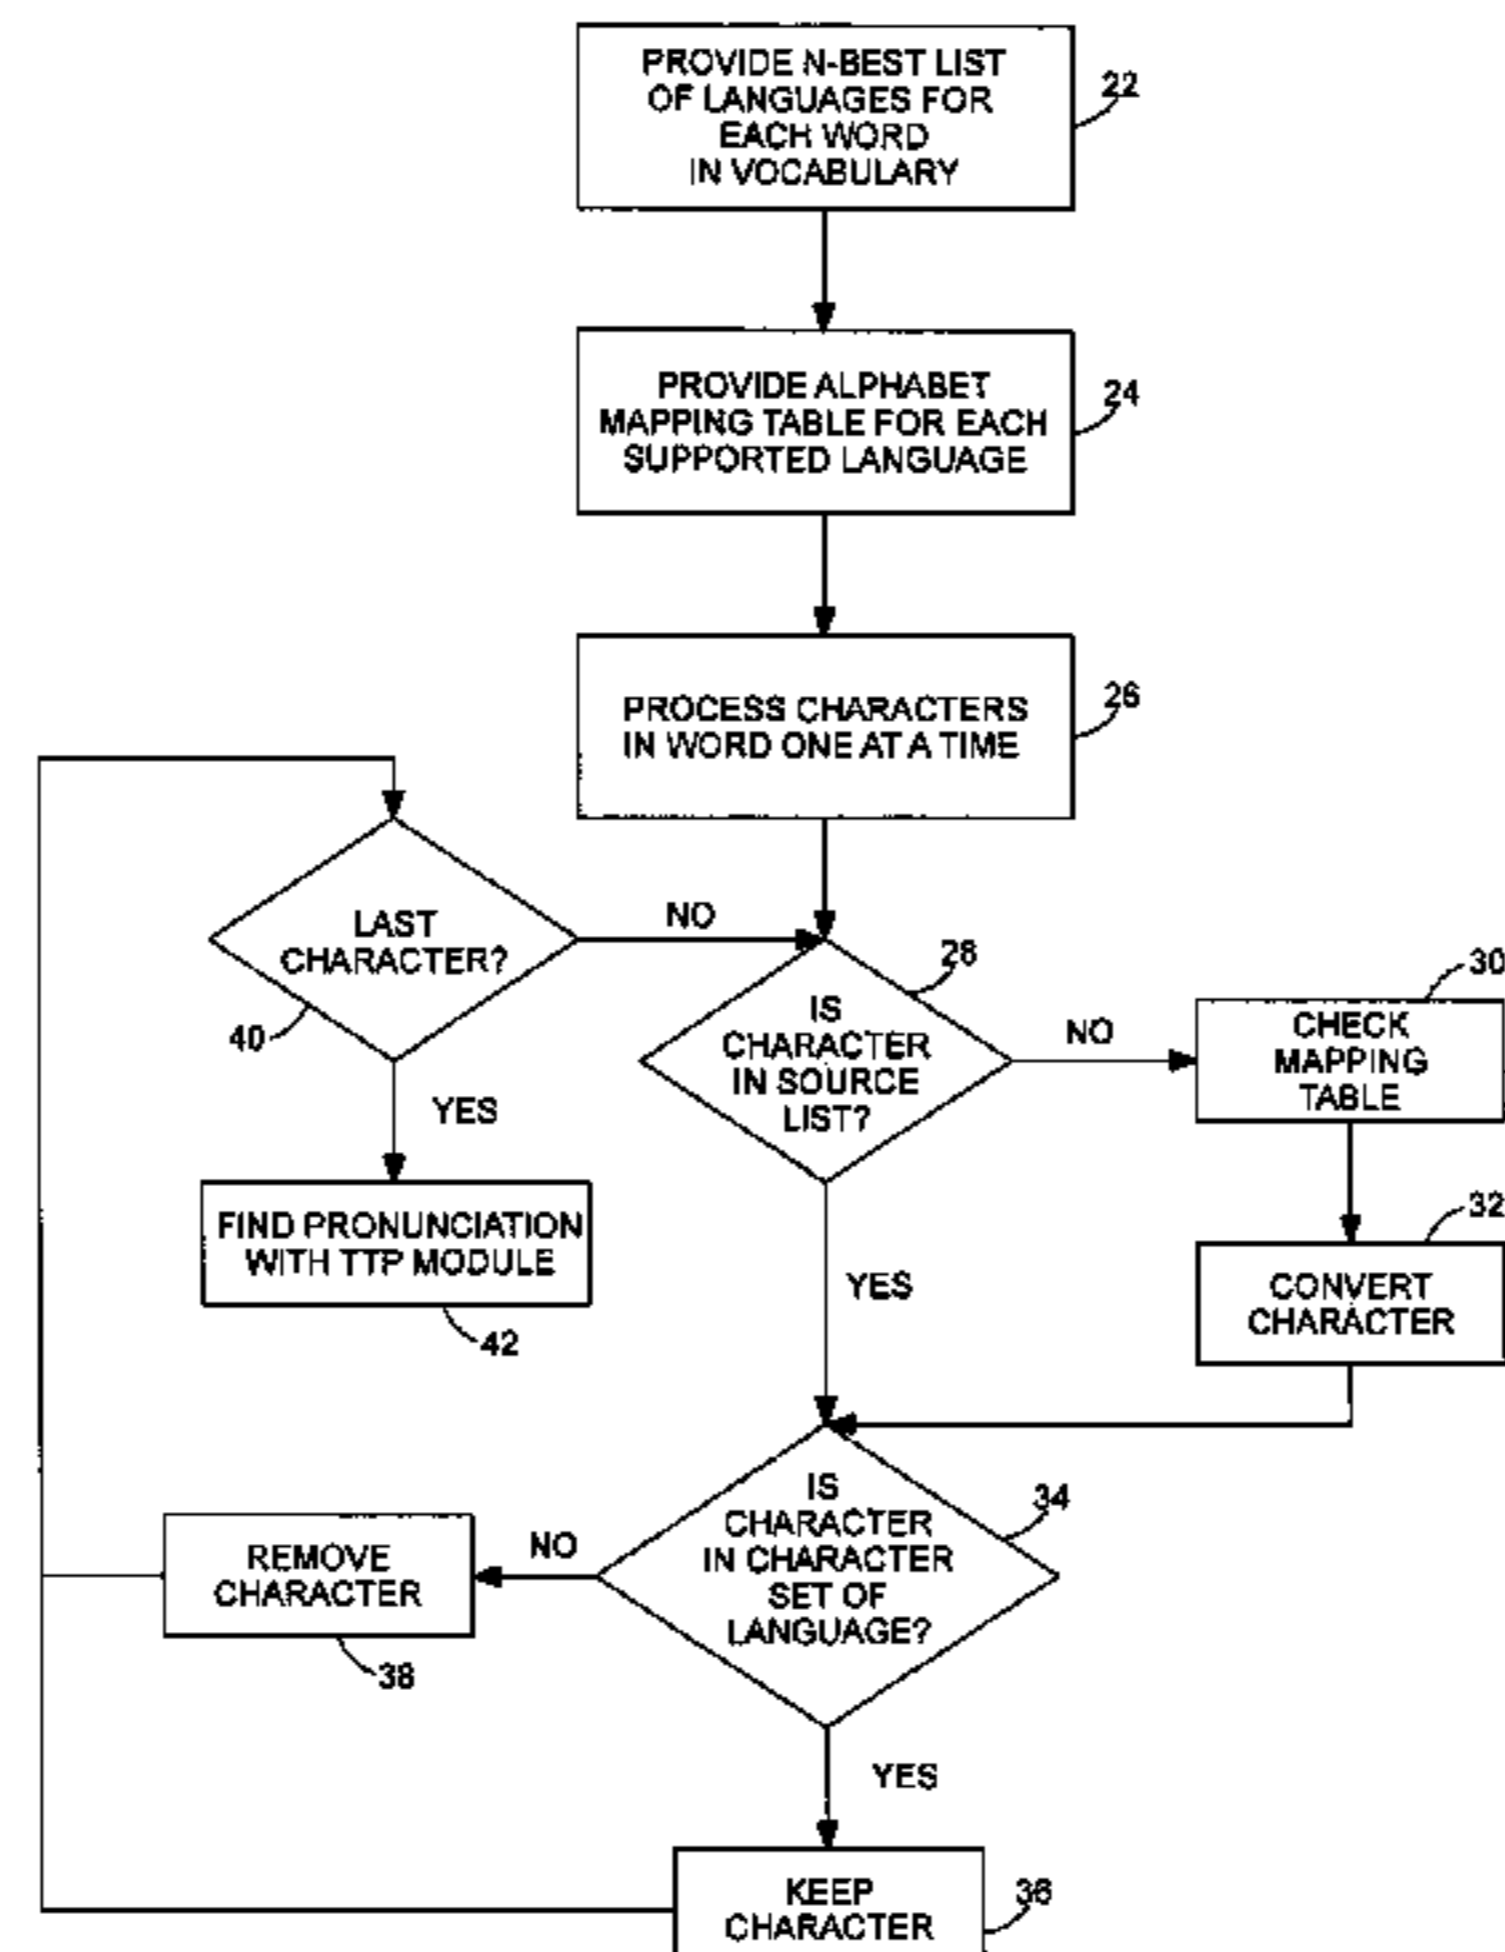 PROVIDE N-BEST LIST
OF LANGUAGES FOR
EACH WORD
IN VOCABULARY
22
PROVIDE ALPHABET
MAPPING TABLE FOR EACH
SUPPORTED LANGUAGE
24
PROCESS CHARACTERS
IN WORD ONE AT A TIME
26
LAST
CHARACTER?
40
NO
YES
FIND PRONUNCIATION
WITH TTP MODULE
42
IS
CHARACTER
IN SOURCE
LIST?
28
NO
CHECK
MAPPING
TABLE
30
CONVERT
CHARACTER
32
YES
IS
CHARACTER
IN CHARACTER
SET OF
LANGUAGE?
34
NO
REMOVE
CHARACTER
38
YES
KEEP
CHARACTER
36